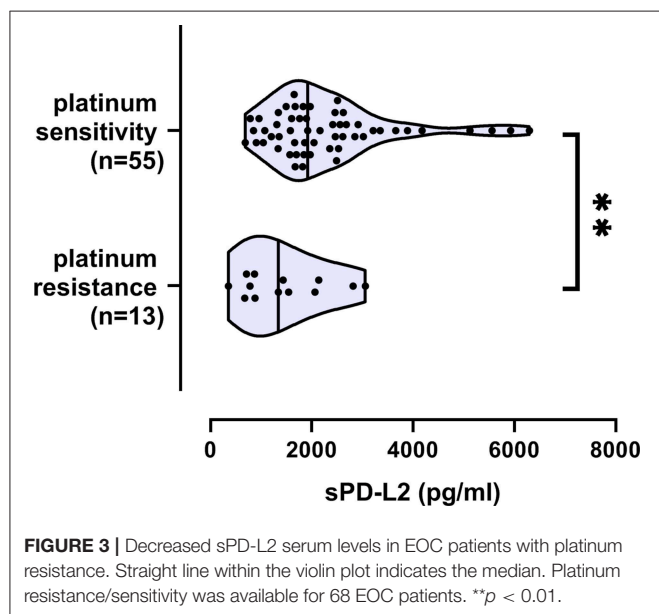 platinum
sensitivity
(n=55)
platinum
resistance
(n=13)
**
0 2000 4000 6000 8000
sPD-L2 (pg/ml)
FIGURE 3 | Decreased sPD-L2 serum levels in EOC patients with platinum
resistance. Straight line within the violin plot indicates the median. Platinum
resistance/sensitivity was available for 68 EOC patients. **p < 0.01.